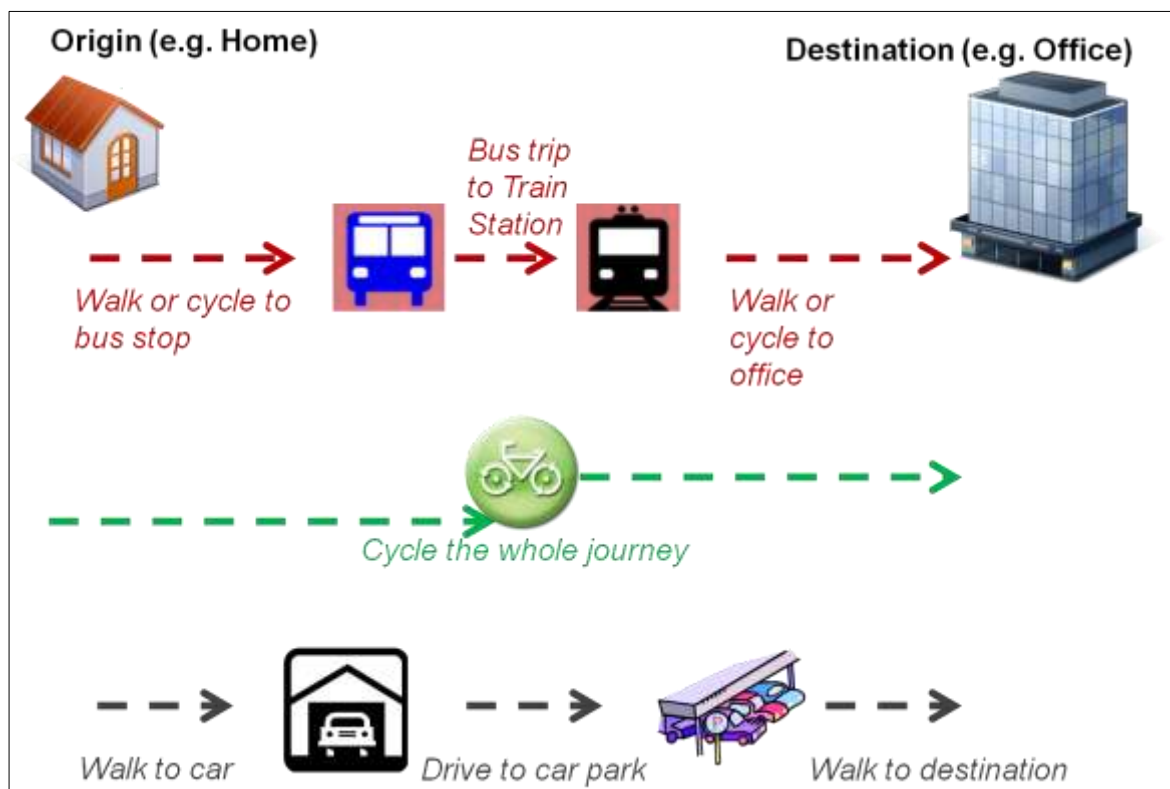 Origin (e.g. Home)
Destination (e.g. Office)
Bus trip
to Train
Station
Walk or cycle to
bus stop
Walk or
cycle to
office
Cycle the whole journey
P
Walk to car
Drive to car park
Walk to destination